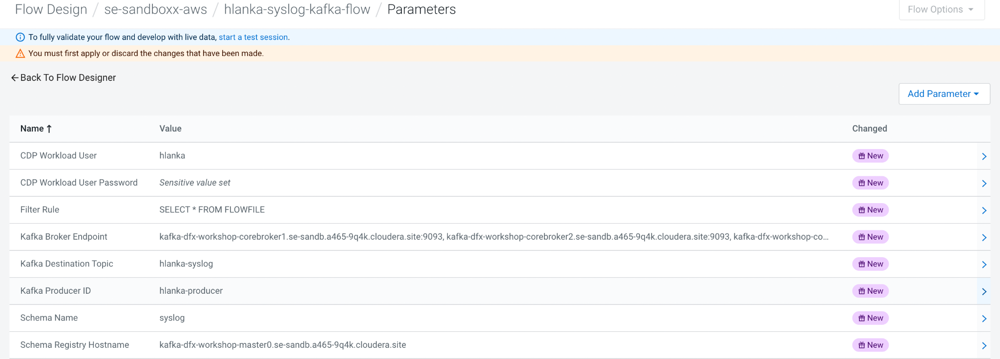 Flow Design / se-sandboxx-aws / hlanka-syslog-kafka-flow / Parameters
Flow Options
To fully validate your flow and develop with live data, start a test session.
You must first apply or discard the changes that have been made.
Back To Flow Designer
Add Parameter
Name Value Changed
CDP Workload User hlanka New
CDP Workload User Password Sensitive value set New
Filter Rule SELECT * FROM FLOWFILE New
Kafka Broker Endpoint kafka-dfx-workshop-corebroker1.se-sandb.a465-9q4k.cloudera.site:9093, kafka-dfx-workshop-corebroker2.se-sandb.a465-9q4k.cloudera.site:9093, kafka-dfx-workshop-co... New
Kafka Destination Topic hlanka-syslog New
Kafka Producer ID hlanka-producer New
Schema Name syslog New
Schema Registry Hostname kafka-dfx-workshop-master0.se-sandb.a465-9q4k.cloudera.site New